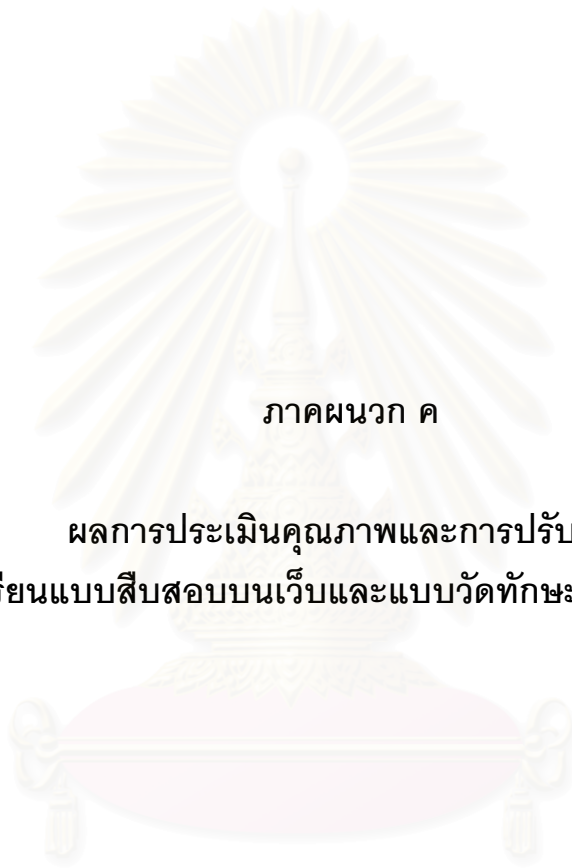 ภาคผนวก ค
ผลการประเมินคุณภาพและการปรับ
รียนแบบสืบสอบบนเว็บและแบบวัดทักษะ